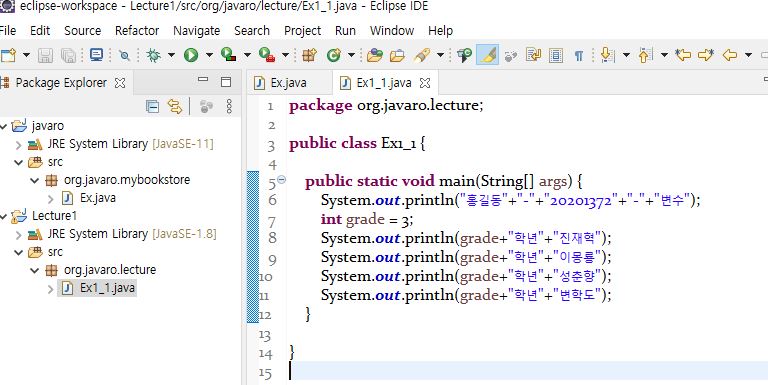 eclipse-workspace - Lecture1/src/org/javaro/lecture/Ex1_1.java - Eclipse IDE
File Edit Source Refactor Navigate Search Project Run Window Help
Package Explorer
javaro
JRE System Library [JavaSE-11]
src
org.javaro.mybookstore
Ex.java
Lecture1
JRE System Library [JavaSE-1.8]
src
org.javaro.lecture
Ex1_1.java
Ex.java Ex1_1.java
1 package org.javaro.lecture;
2
3 public class Ex1_1 {
4
5 public static void main(String[] args) {
6 System.out.println("홍길동"+"-"+"20201372"+"-"+"변수");
7 int grade = 3;
8 System.out.println(grade+"학년"+"진재혁");
9 System.out.println(grade+"학년"+"이몽룡");
10 System.out.println(grade+"학년"+"성춘향");
11 System.out.println(grade+"학년"+"변학도");
12 }
13
14 }
15